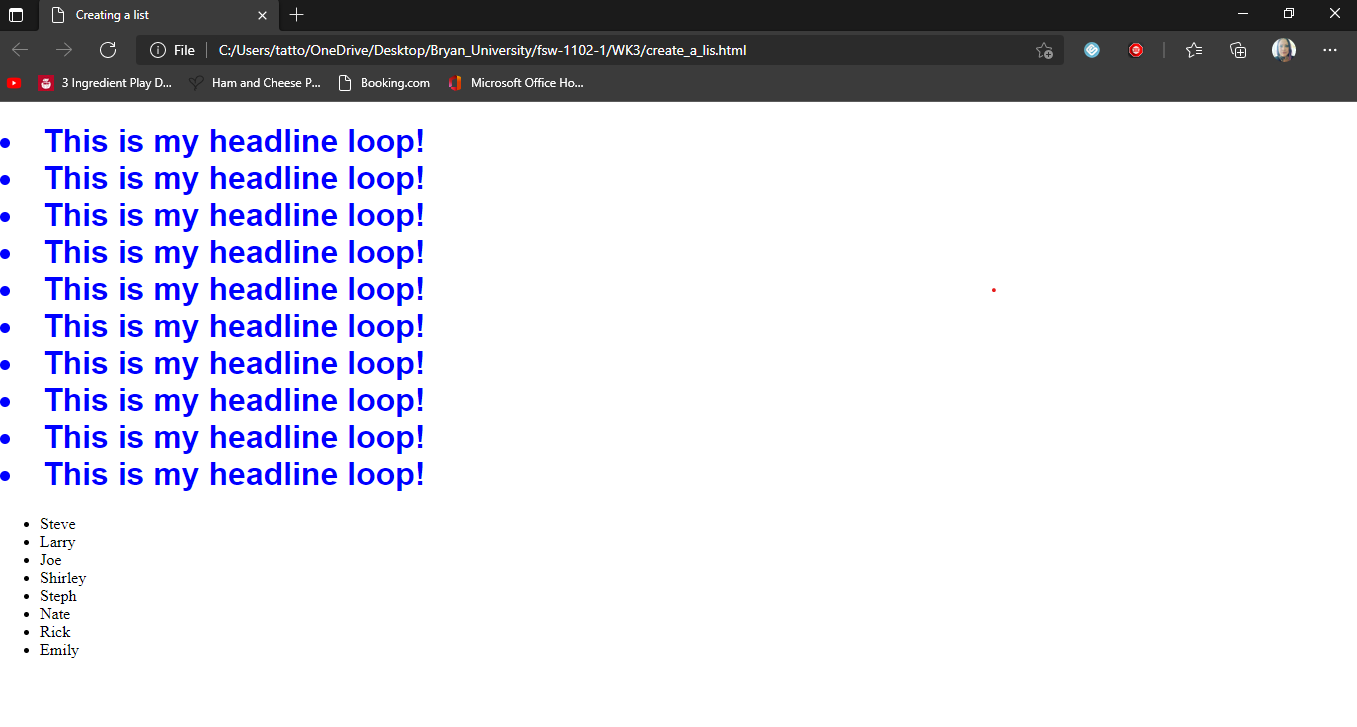 Creating a list
File C:/Users/tatto/OneDrive/Desktop/Bryan_University/fsw-1102-1/WK3/create_a_lis.html
3 Ingredient Play D... Ham and Cheese P... Booking.com Microsoft Office Ho...
This is my headline loop!
This is my headline loop!
This is my headline loop!
This is my headline loop!
This is my headline loop!
This is my headline loop!
This is my headline loop!
This is my headline loop!
This is my headline loop!
This is my headline loop!
Steve
Larry
Joe
Shirley
Steph
Nate
Rick
Emily